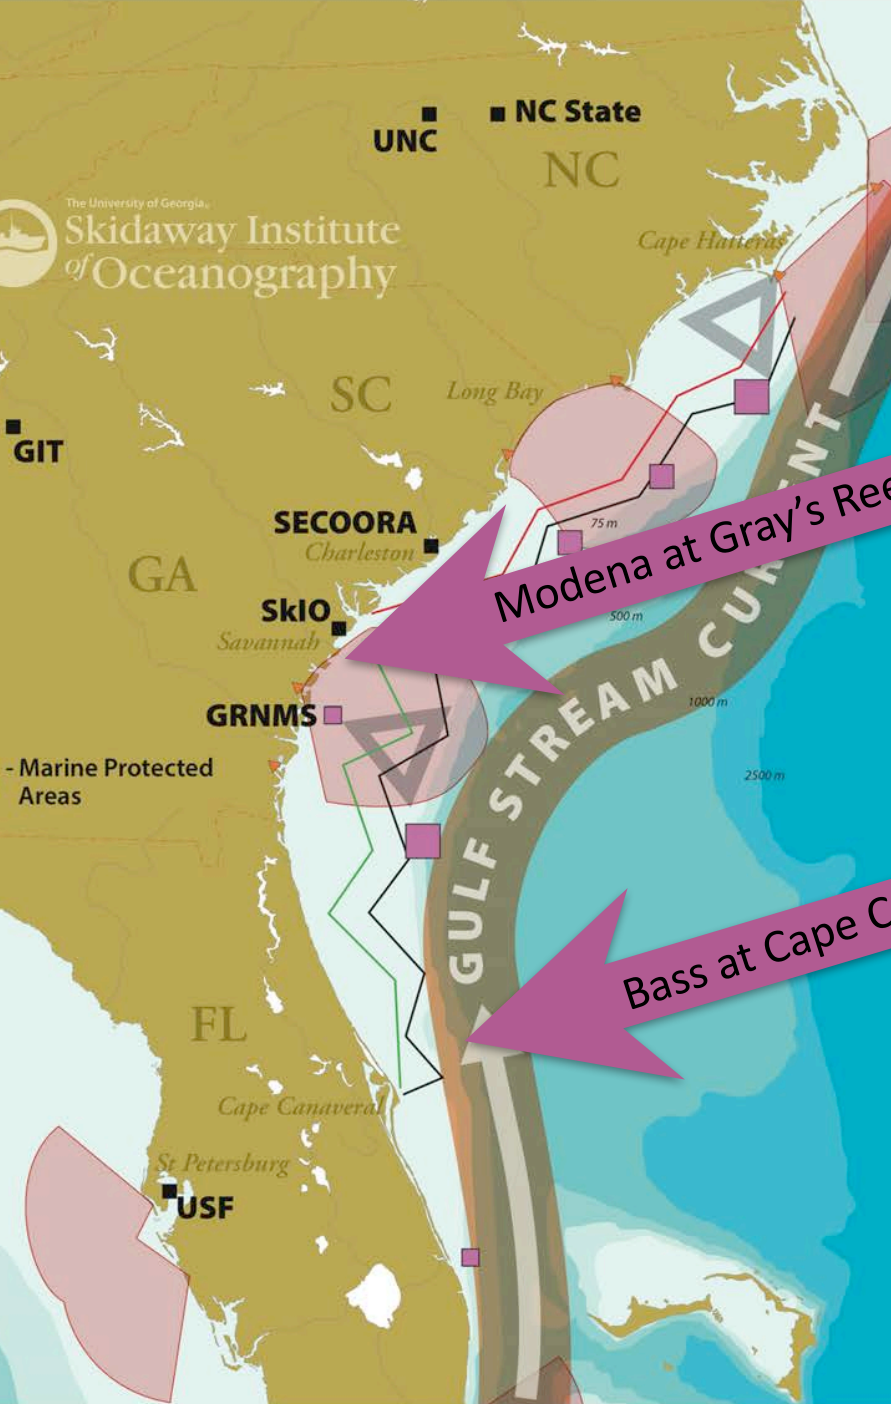 NC State
UNC
NC
The University of Georgia
Skidaway Institute
of Oceanography
Cape Hatteras
SC
Long Bay
GIT
SECOORA
Charleston
75 m
Modena at Gray's Ree
GA
SkIO
Savannah
500 m
GULF STREAM CURRENT
1000 m
GRNMS
- Marine Protected
Areas
2500 m
Bass at Cape C
FL
Cape Canaveral
St Petersburg
USF